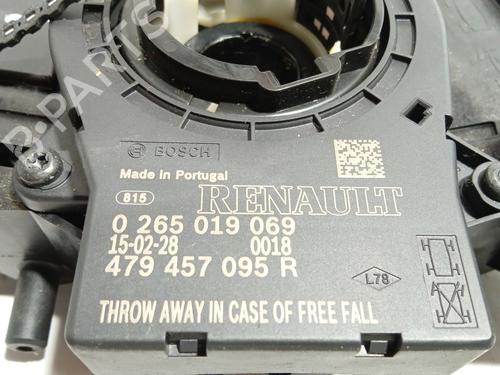 B-PARTS
BOSCH
Made in Portugal
815
RENAULT
0 265 019 069
15-02-28 0018
479 457 095 R
L78
THROW AWAY IN CASE OF FREE FALL